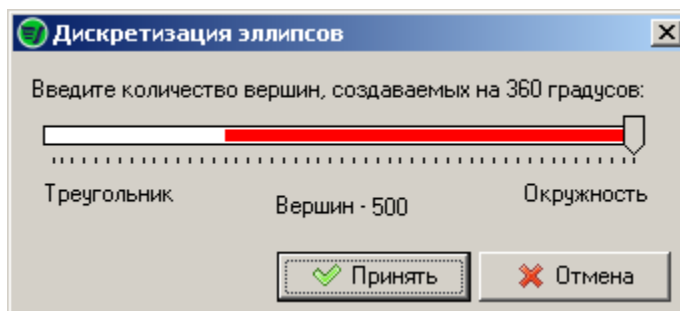 Дискретизация эллипсов
Введите количество вершин, создаваемых на 360 градусов:
Треугольник
Окружность
Вершин - 500
Принять
Отмена